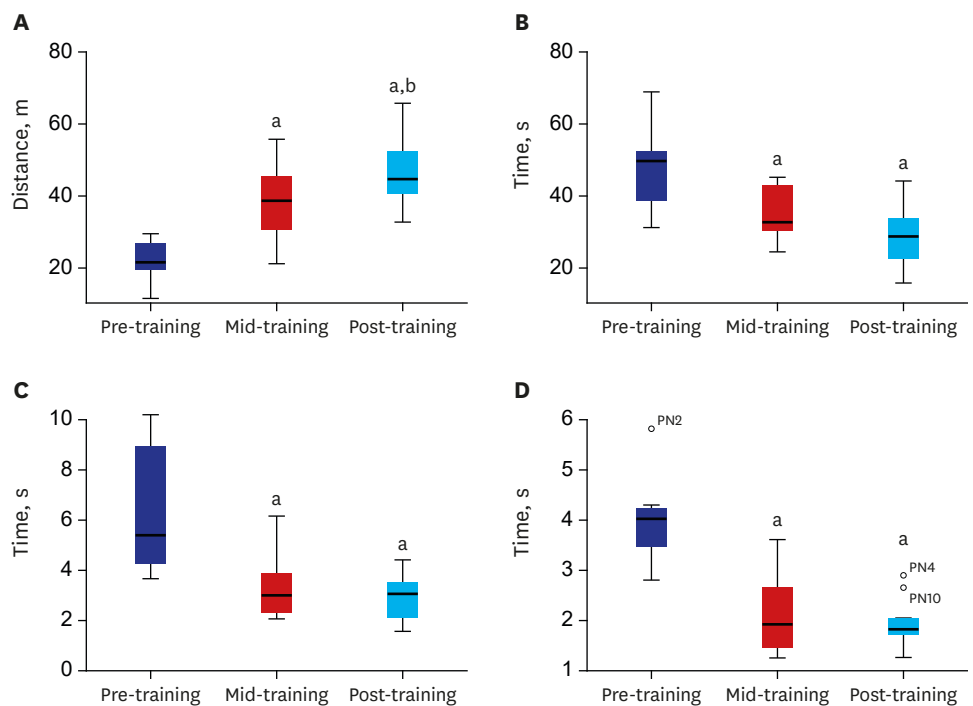 A
80
60
40
20
Distance, m
a
a,b
Pre-training Mid-training Post-training
B
80
60
40
20
Time, s
a
a
Pre-training Mid-training Post-training
C
10
8
6
4
2
0
Time, s
a
a
Pre-training Mid-training Post-training
D
6
5
4
3
2
1
Time, s
PN2
a
a
PN4
PN10
Pre-training Mid-training Post-training